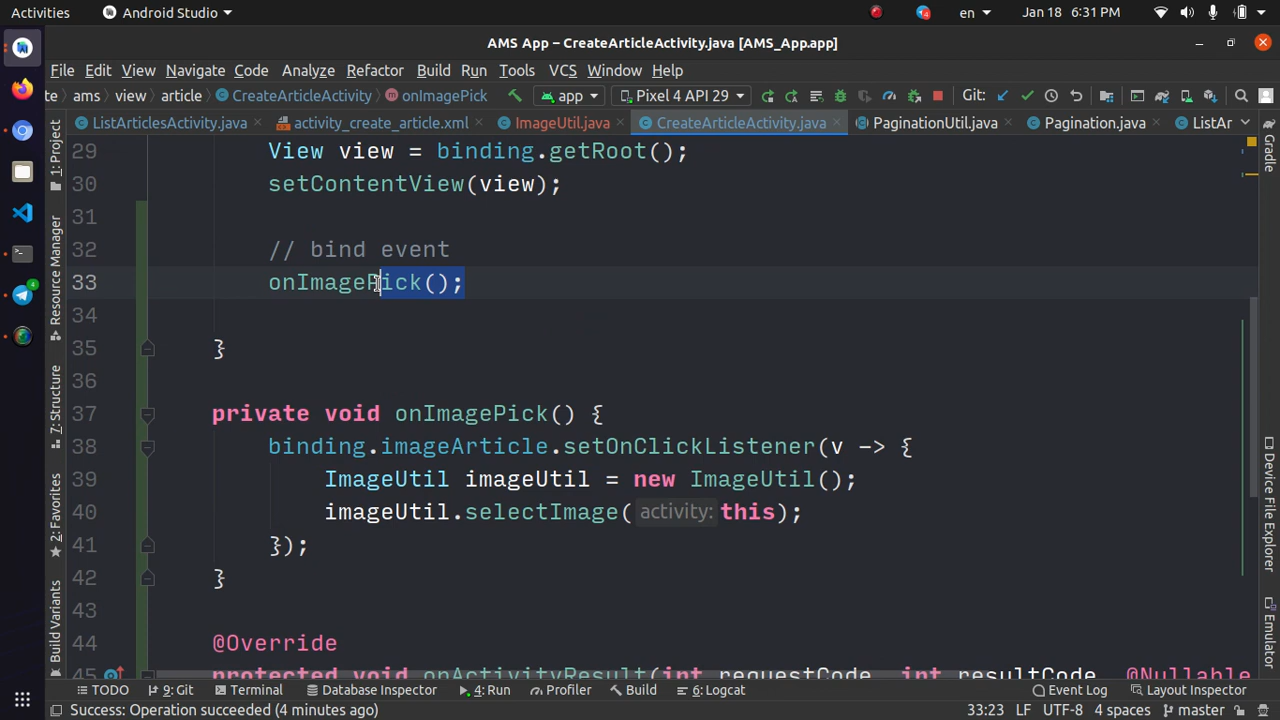 Activities Android Studio 4 en Jan 18 6:31 PM
AMS App – CreateArticleActivity.java [AMS_App.app]
File Edit View Navigate Code Analyze Refactor Build Run Tools VCS Window Help
te ams view article CreateArticleActivity onImagePick app Pixel 4 API 29 Git:
ListArticlesActivity.java activity_create_article.xml ImageUtil.java CreateArticleActivity.java PaginationUtil.java Pagination.java ListAr
29 View view = binding.getRoot();
30 setContentView(view);
31
32 // bind event
33 onImagePick();
34
35 }
36
37 private void onImagePick() {
38 binding.imageArticle.setOnClickListener(v -> {
39 ImageUtil imageUtil = new ImageUtil();
40 imageUtil.selectImage( activity: this);
41 });
42 }
43
44 @Override
45 protected void onActivityResult(int requestCode, int resultCode, @Nullable
1: Project
Resource Manager
7: Structure
2: Favorites
Build Variants
4
Gradle
Device File Explorer
Emulator
TODO 9: Git Terminal Database Inspector 4: Run Profiler Build 6: Logcat Event Log Layout Inspector
Success: Operation succeeded (4 minutes ago) 33:23 LF UTF-8 4 spaces master